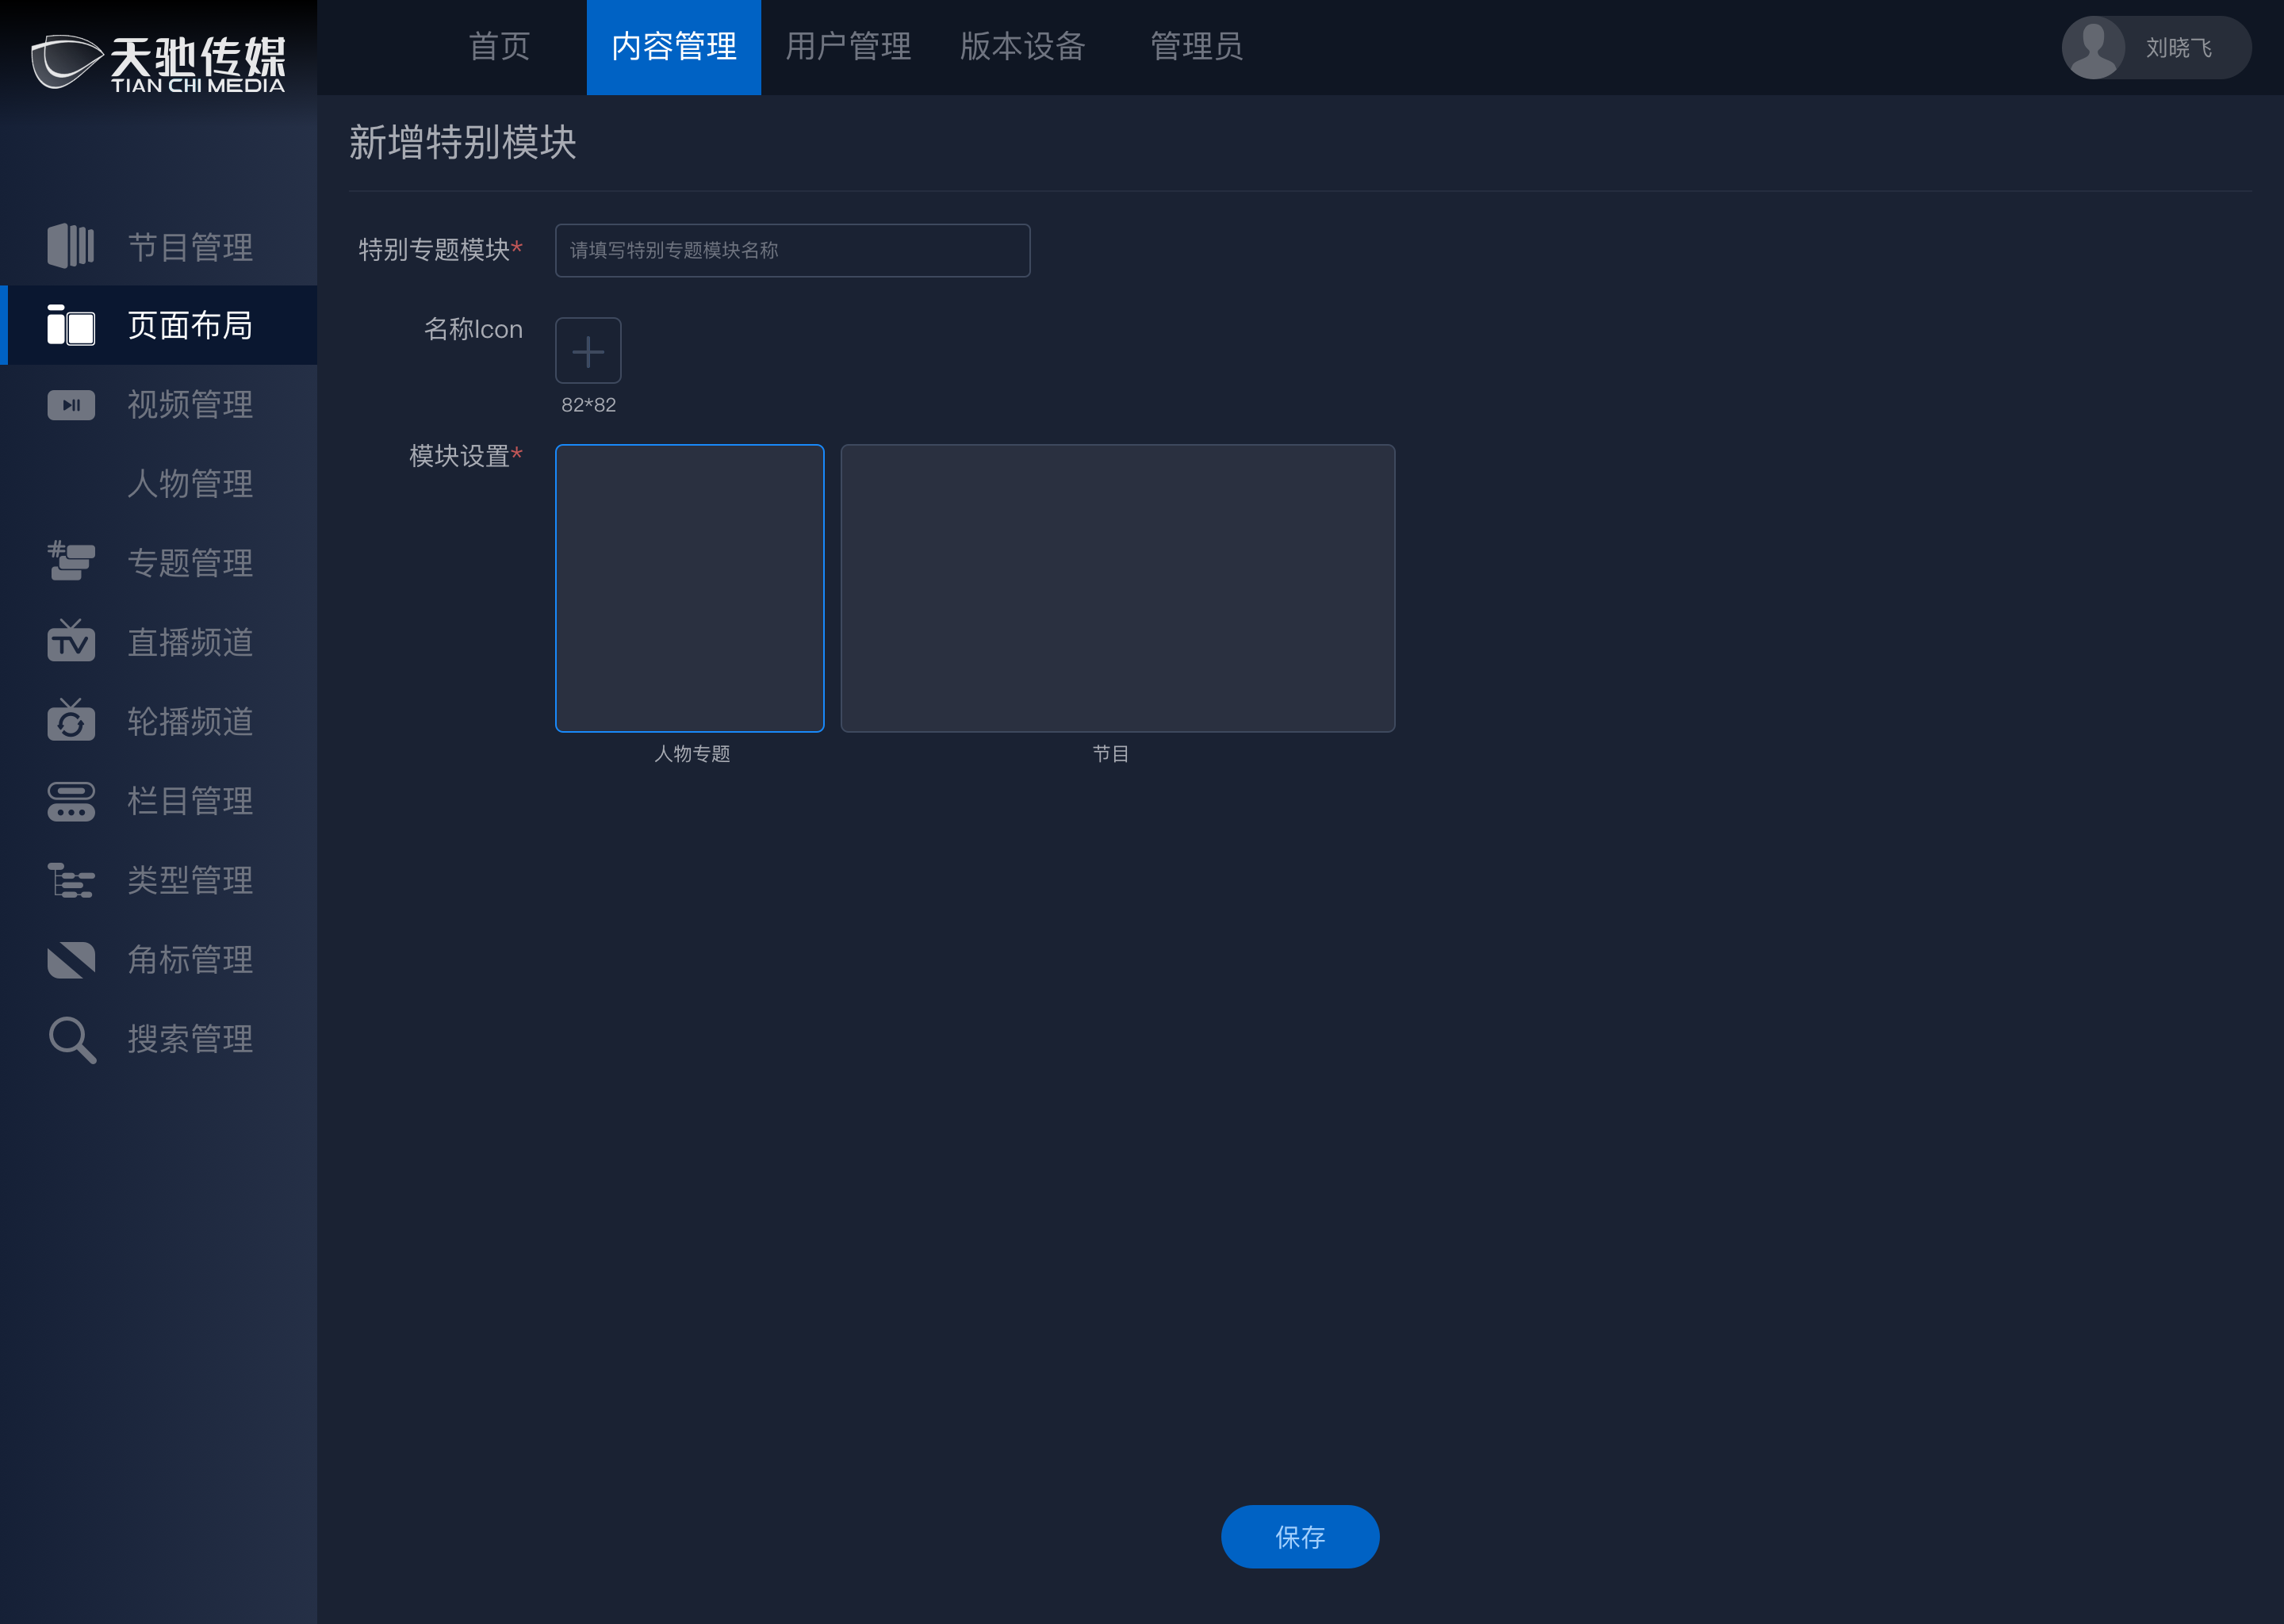 天驰传媒
TIAN CHI MEDIA
首页
内容管理
用户管理
版本设备
管理员
刘晓飞
新增特别模块
节目管理
页面布局
视频管理
人物管理
#
专题管理
TV
直播频道
轮播频道
栏目管理
类型管理
角标管理
搜索管理
特别专题模块*
请填写特别专题模块名称
名称Icon
82*82
模块设置*
人物专题
节目
保存